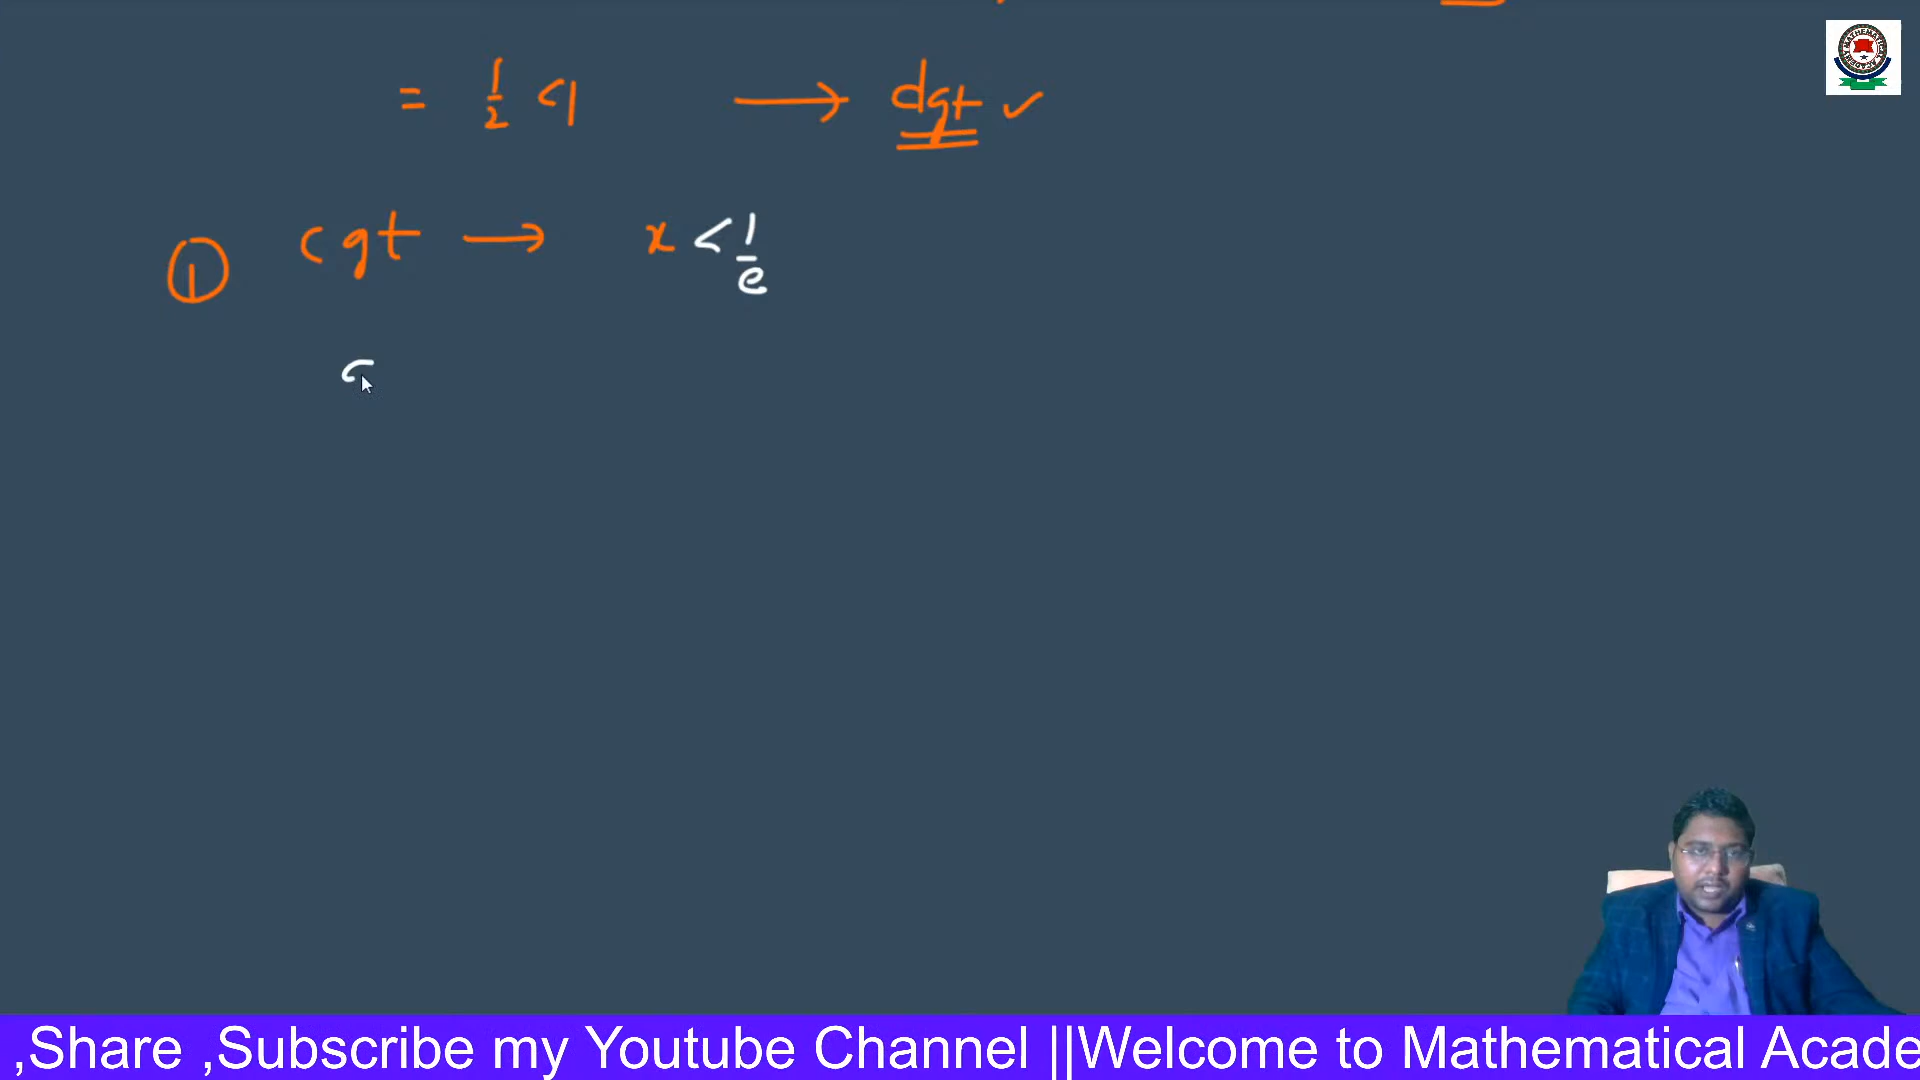 = 1/2 <1 → dgt ✓
① cgt → x < 1/e
,Share ,Subscribe my Youtube Channel ||Welcome to Mathematical Acade